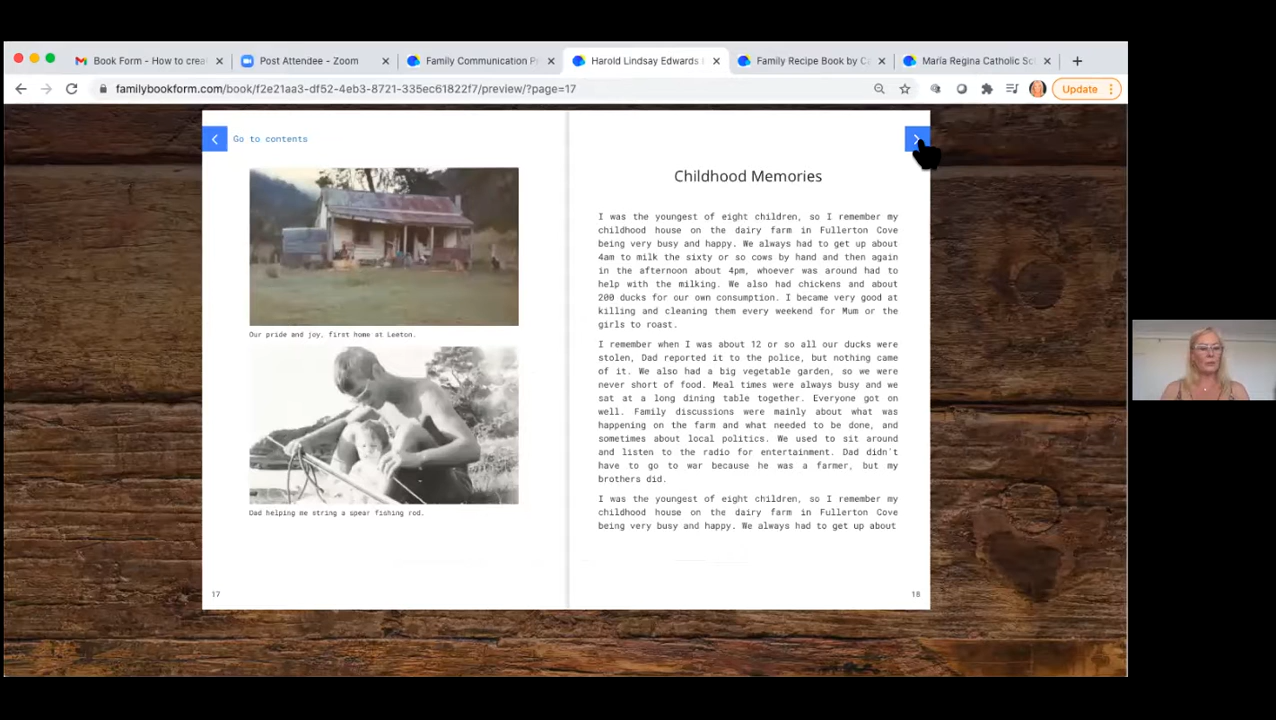 Book Form - How to crea
Post Attendee - Zoom
Family Communication P
Harold Lindsay Edwards
Family Recipe Book by C
Maria Regina Catholic Sc
familybookform.com/book/f2e21aa3-df52-4eb3-8721-335ec61822f7/preview/?page=17
Update
Go to contents
Our pride and joy, first home at Leeton.
Dad helping me string a spear fishing rod.
17
Childhood Memories
I was the youngest of eight children, so I remember my
childhood house on the dairy farm in Fullerton Cove
being very busy and happy. We always had to get up about
4am to milk the sixty or so cows by hand and then again
in the afternoon about 4pm, whoever was around had to
help with the milking. We also had chickens and about
200 ducks for our own consumption. I became very good at
killing and cleaning them every weekend for Mum or the
girls to roast.
I remember when I was about 12 or so all our ducks were
stolen, Dad reported it to the police, but nothing came
of it. We also had a big vegetable garden, so we were
never short of food. Meal times were always busy and we
sat at a long dining table together. Everyone got on
well. Family discussions were mainly about what was
happening on the farm and what needed to be done, and
sometimes about local politics. We used to sit around
and listen to the radio for entertainment. Dad didn't
have to go to war because he was a farmer, but my
brothers did.
I was the youngest of eight children, so I remember my
childhood house on the dairy farm in Fullerton Cove
being very busy and happy. We always had to get up about
18